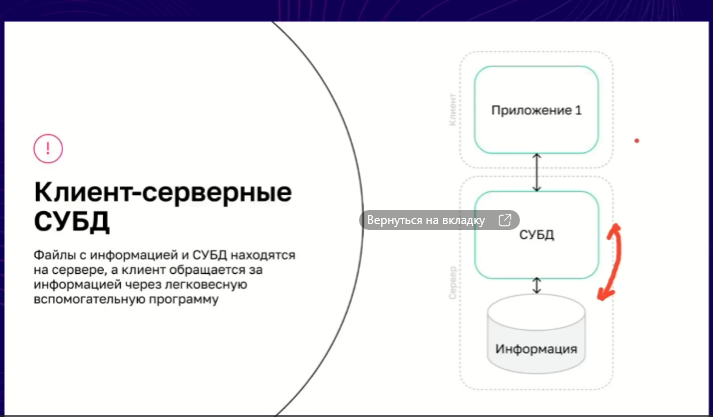 !
Клиент-серверные
СУБД
Файлы с информацией и СУБД находятся
на сервере, а клиент обращается за
информацией через легковесную
вспомогательную программу
Клиент
Приложение 1
Вернуться на вкладку
Сервер
СУБД
Информация